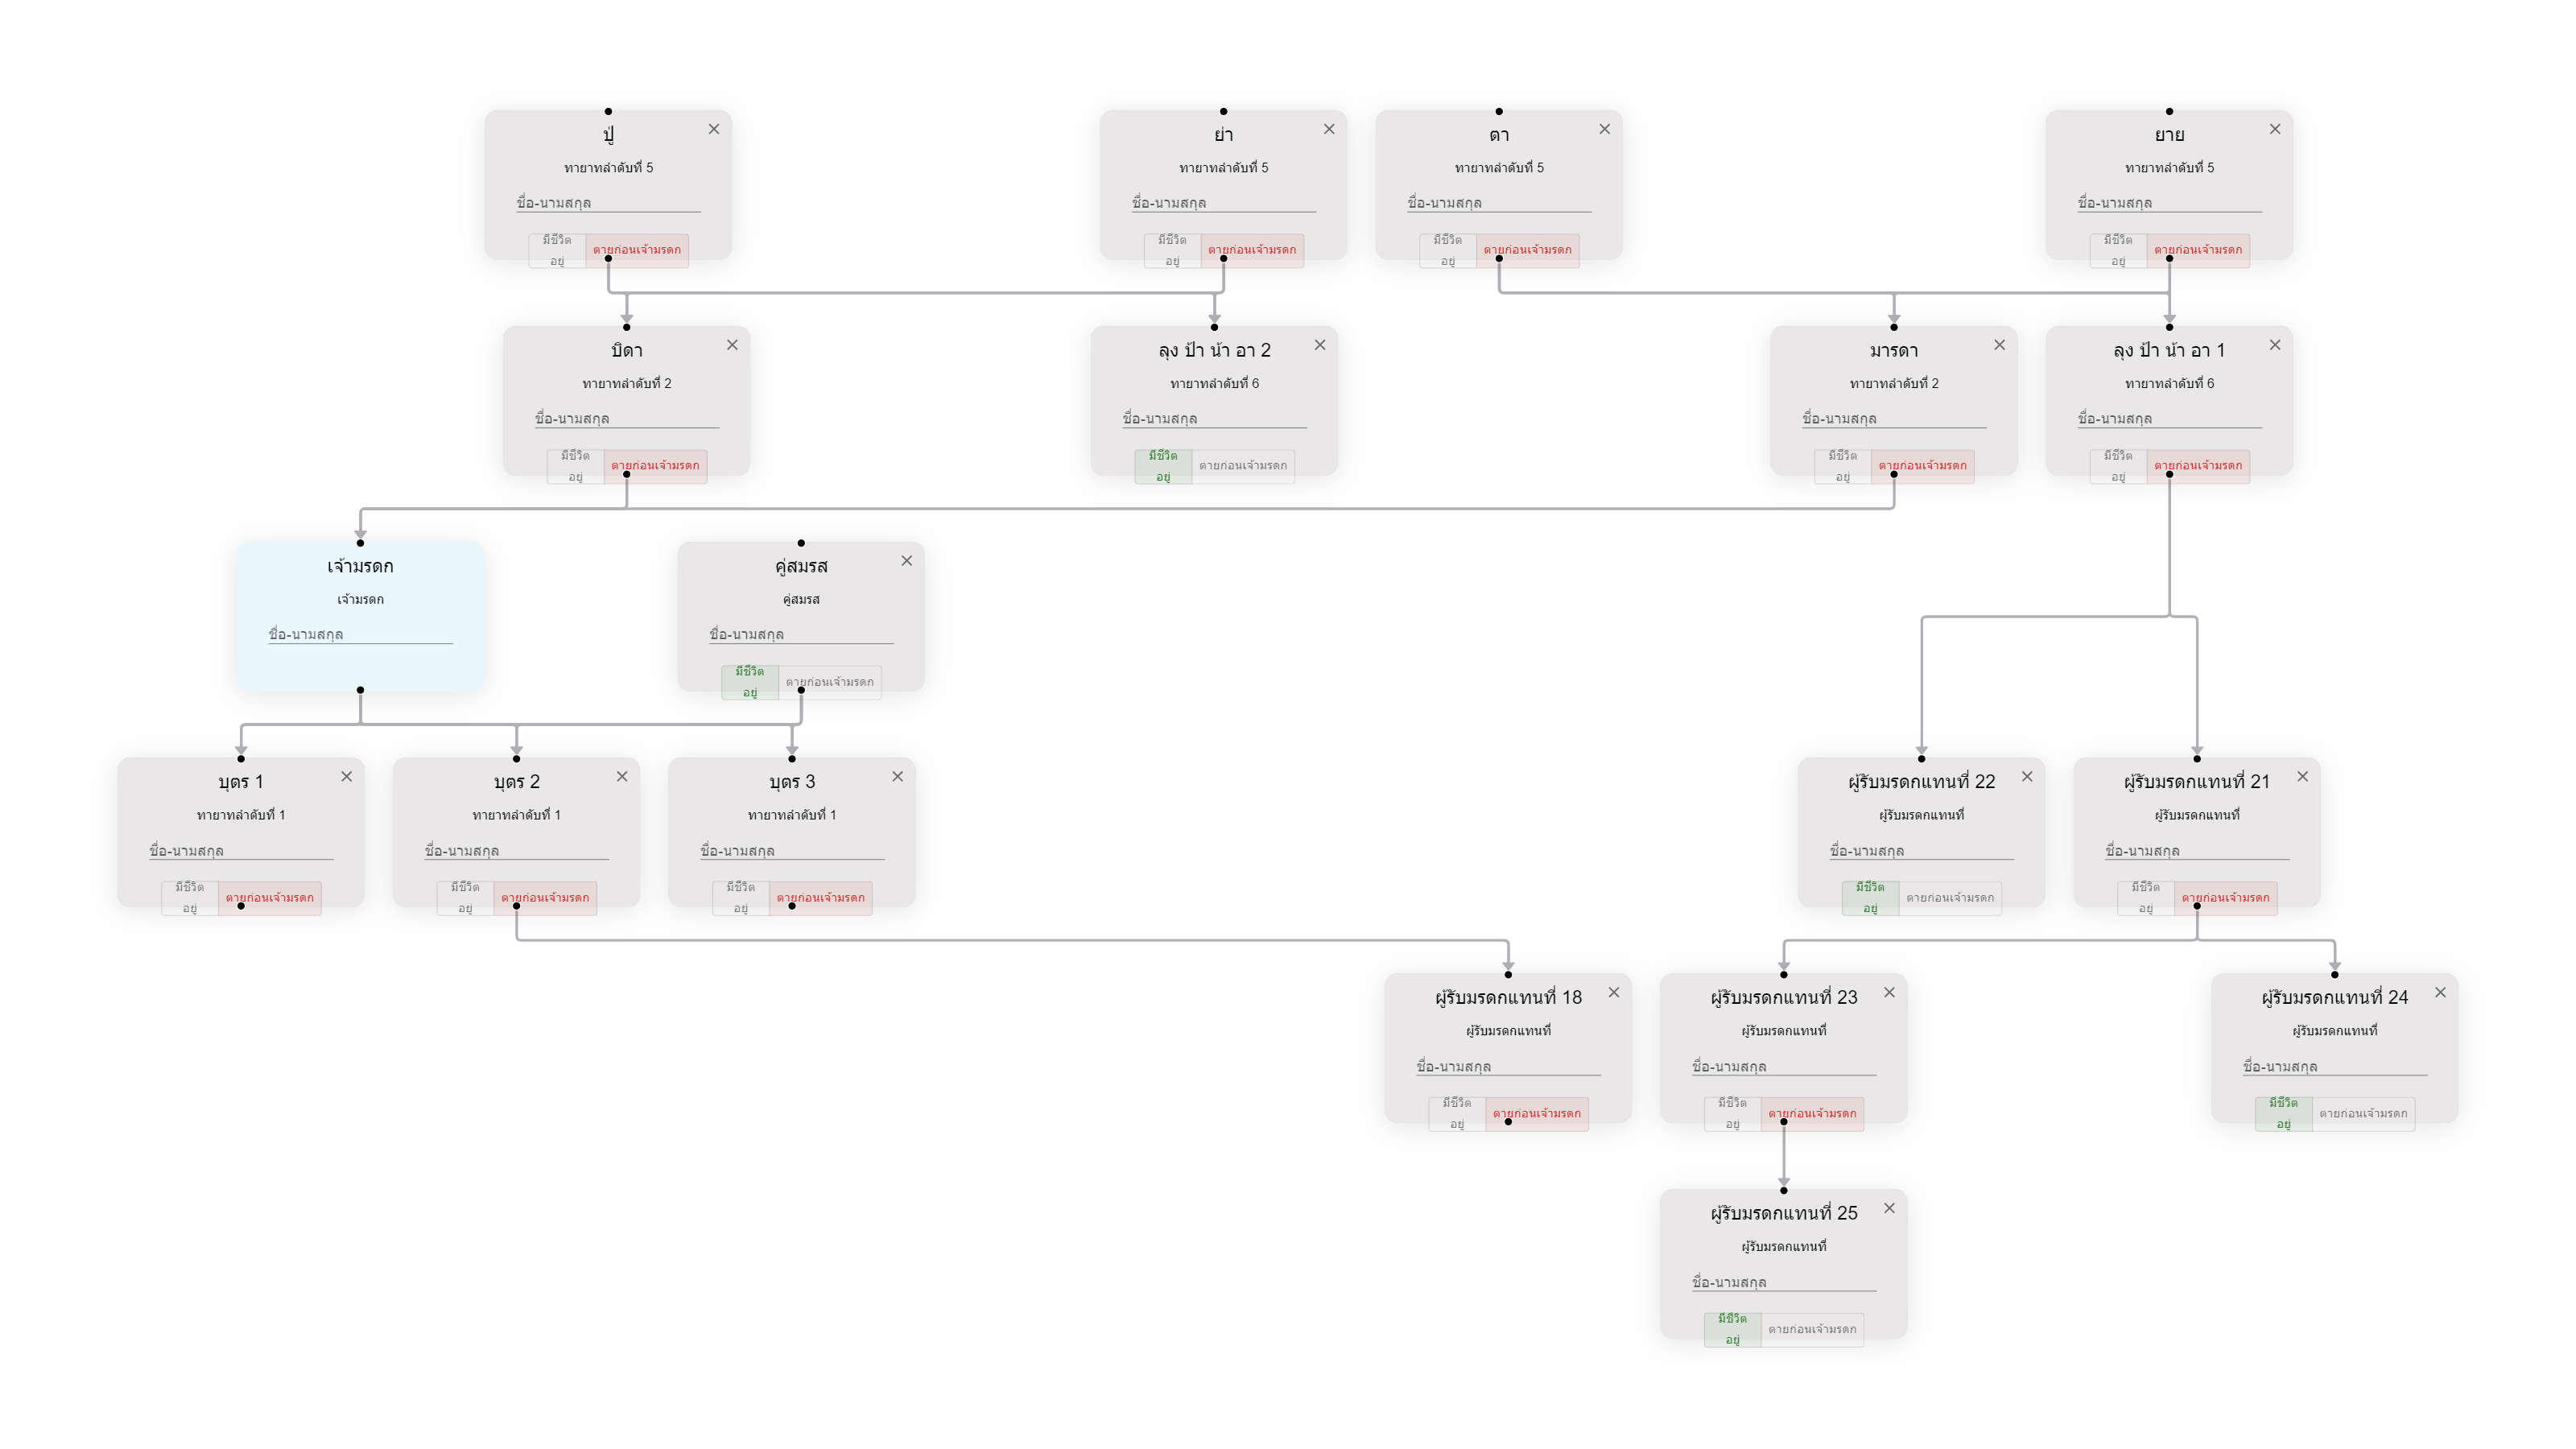 ปู่
ทายาทลำดับที่ 5
ชื่อ-นามสกุล
มีชีวิต
อยู่
ตายก่อนเจ้ามรดก
ย่า
ทายาทลำดับที่ 5
ชื่อ-นามสกุล
มีชีวิต
อยู่
ตายก่อนเจ้ามรดก
ตา
ทายาทลำดับที่ 5
ชื่อ-นามสกุล
มีชีวิต
อยู่
ตายก่อนเจ้ามรดก
ยาย
ทายาทลำดับที่ 5
ชื่อ-นามสกุล
มีชีวิต
อยู่
ตายก่อนเจ้ามรดก
บิดา
ทายาทลำดับที่ 2
ชื่อ-นามสกุล
มีชีวิต
อยู่
ตายก่อนเจ้ามรดก
ลุง ป้า น้า อา 2
ทายาทลำดับที่ 6
ชื่อ-นามสกุล
มีชีวิต
อยู่
ตายก่อนเจ้ามรดก
มารดา
ทายาทลำดับที่ 2
ชื่อ-นามสกุล
มีชีวิต
อยู่
ตายก่อนเจ้ามรดก
ลุง ป้า น้า อา 1
ทายาทลำดับที่ 6
ชื่อ-นามสกุล
มีชีวิต
อยู่
ตายก่อนเจ้ามรดก
เจ้ามรดก
เจ้ามรดก
ชื่อ-นามสกุล
คู่สมรส
คู่สมรส
ชื่อ-นามสกุล
มีชีวิต
อยู่
ตายก่อนเจ้ามรดก
บุตร 1
ทายาทลำดับที่ 1
ชื่อ-นามสกุล
มีชีวิต
อยู่
ตายก่อนเจ้ามรดก
บุตร 2
ทายาทลำดับที่ 1
ชื่อ-นามสกุล
มีชีวิต
อยู่
ตายก่อนเจ้ามรดก
บุตร 3
ทายาทลำดับที่ 1
ชื่อ-นามสกุล
มีชีวิต
อยู่
ตายก่อนเจ้ามรดก
ผู้รับมรดกแทนที่ 22
ผู้รับมรดกแทนที่
ชื่อ-นามสกุล
มีชีวิต
อยู่
ตายก่อนเจ้ามรดก
ผู้รับมรดกแทนที่ 21
ผู้รับมรดกแทนที่
ชื่อ-นามสกุล
มีชีวิต
อยู่
ตายก่อนเจ้ามรดก
ผู้รับมรดกแทนที่ 18
ผู้รับมรดกแทนที่
ชื่อ-นามสกุล
มีชีวิต
อยู่
ตายก่อนเจ้ามรดก
ผู้รับมรดกแทนที่ 23
ผู้รับมรดกแทนที่
ชื่อ-นามสกุล
มีชีวิต
อยู่
ตายก่อนเจ้ามรดก
ผู้รับมรดกแทนที่ 24
ผู้รับมรดกแทนที่
ชื่อ-นามสกุล
มีชีวิต
อยู่
ตายก่อนเจ้ามรดก
ผู้รับมรดกแทนที่ 25
ผู้รับมรดกแทนที่
ชื่อ-นามสกุล
มีชีวิต
อยู่
ตายก่อนเจ้ามรดก